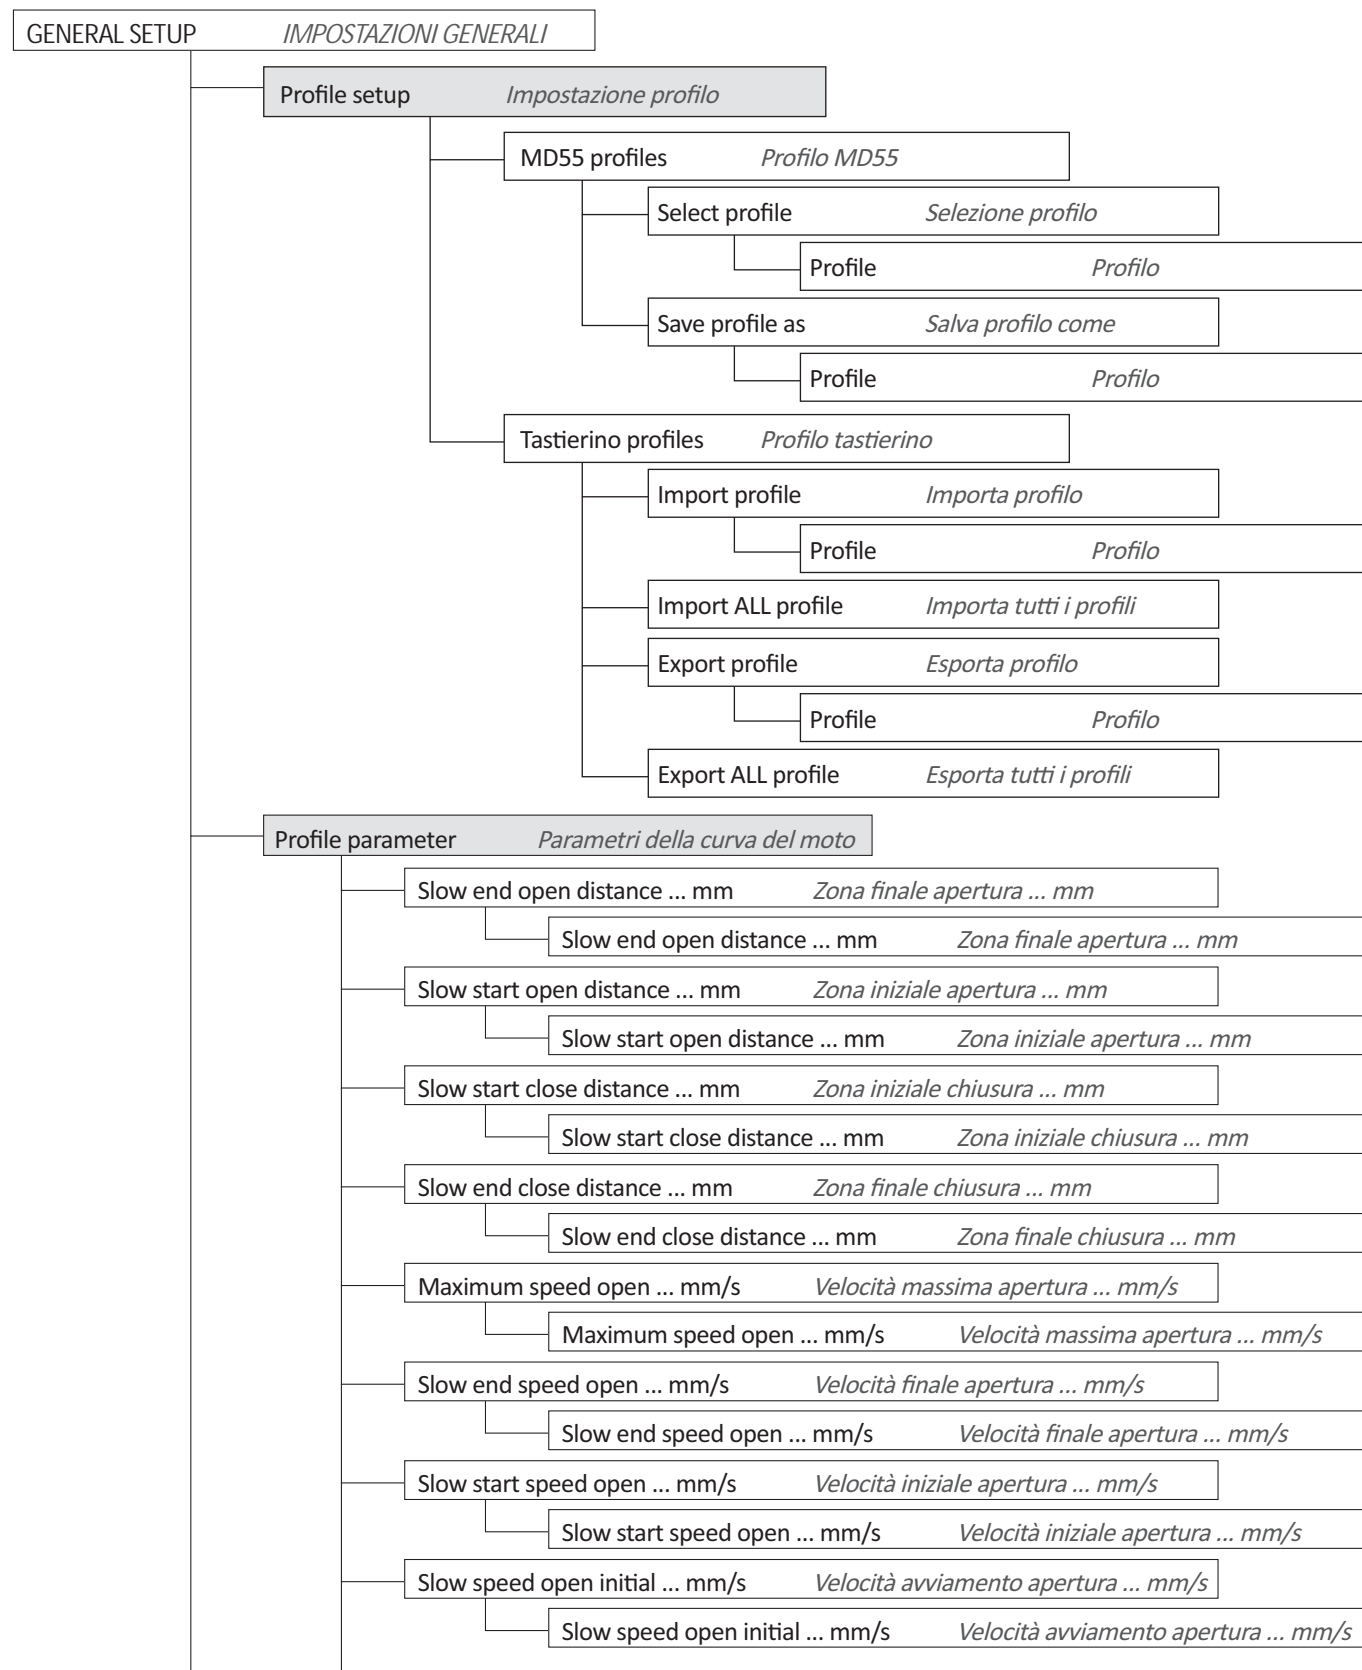 GENERAL SETUP IMPOSTAZIONI GENERALI
Profile setup Impostazione profilo
MD55 profiles Profilo MD55
Select profile Selezione profilo
Profile Profilo
Save profile as Salva profilo come
Profile Profilo
Tastierino profiles Profilo tastierino
Import profile Importa profilo
Profile Profilo
Import ALL profile Importa tutti i profili
Export profile Esporta profilo
Profile Profilo
Export ALL profile Esporta tutti i profili
Profile parameter Parametri della curva del moto
Slow end open distance ... mm Zona finale apertura ... mm
Slow end open distance ... mm Zona finale apertura ... mm
Slow start open distance ... mm Zona iniziale apertura ... mm
Slow start open distance ... mm Zona iniziale apertura ... mm
Slow start close distance ... mm Zona iniziale chiusura ... mm
Slow start close distance ... mm Zona iniziale chiusura ... mm
Slow end close distance ... mm Zona finale chiusura ... mm
Slow end close distance ... mm Zona finale chiusura ... mm
Maximum speed open ... mm/s Velocità massima apertura ... mm/s
Maximum speed open ... mm/s Velocità massima apertura ... mm/s
Slow end speed open ... mm/s Velocità finale apertura ... mm/s
Slow end speed open ... mm/s Velocità finale apertura ... mm/s
Slow start speed open ... mm/s Velocità iniziale apertura ... mm/s
Slow start speed open ... mm/s Velocità iniziale apertura ... mm/s
Slow speed open initial ... mm/s Velocità avviamento apertura ... mm/s
Slow speed open initial ... mm/s Velocità avviamento apertura ... mm/s